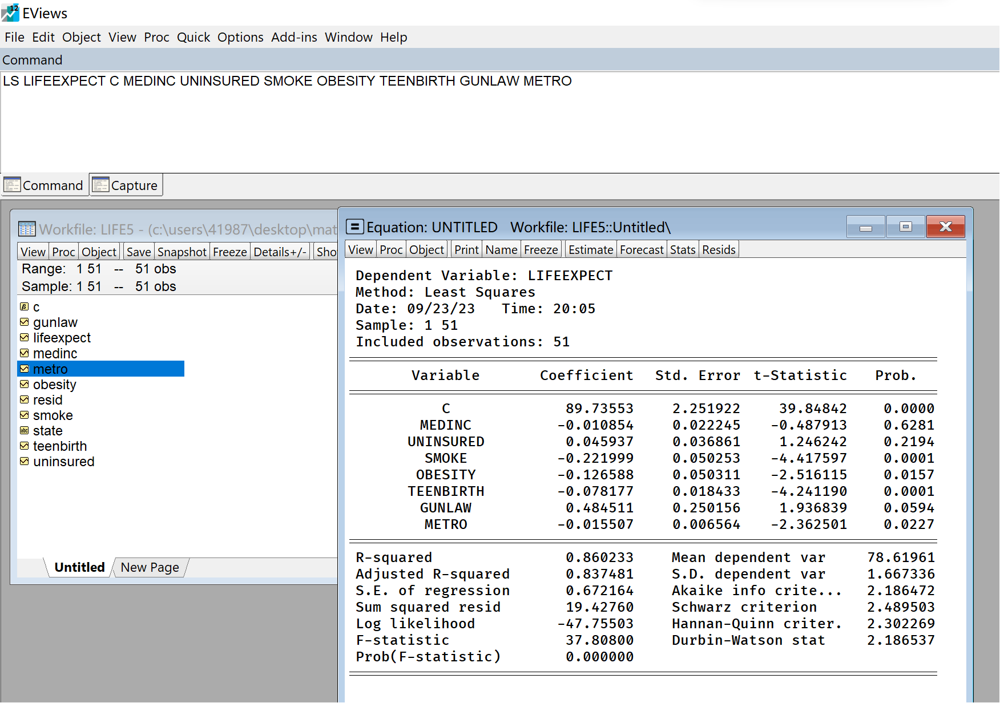 12
EViews
File Edit Object View Proc Quick Options Add-ins Window Help
Command
LS LIFEEXPECT C MEDINC UNINSURED SMOKE OBESITY TEENBIRTH GUNLAW METRO
Command Capture
Workfile: LIFE5 - (c:\users\41987\desktop\mat
View Proc Object Save Snapshot Freeze Details+/- Sho
Range: 1 51 -- 51 obs
Sample: 1 51 -- 51 obs
β c
gunlaw
lifeexpect
medinc
metro
obesity
resid
smoke
abc state
teenbirth
uninsured
Untitled New Page
Equation: UNTITLED Workfile: LIFE5::Untitled\
View Proc Object Print Name Freeze Estimate Forecast Stats Resids
Dependent Variable: LIFEEXPECT
Method: Least Squares
Date: 09/23/23 Time: 20:05
Sample: 1 51
Included observations: 51
Variable Coefficient Std. Error t-Statistic Prob.
C 89.73553 2.251922 39.84842 0.0000
MEDINC -0.010854 0.022245 -0.487913 0.6281
UNINSURED 0.045937 0.036861 1.246242 0.2194
SMOKE -0.221999 0.050253 -4.417597 0.0001
OBESITY -0.126588 0.050311 -2.516115 0.0157
TEENBIRTH -0.078177 0.018433 -4.241190 0.0001
GUNLAW 0.484511 0.250156 1.936839 0.0594
METRO -0.015507 0.006564 -2.362501 0.0227
R-squared 0.860233 Mean dependent var 78.61961
Adjusted R-squared 0.837481 S.D. dependent var 1.667336
S.E. of regression 0.672164 Akaike info crite... 2.186472
Sum squared resid 19.42760 Schwarz criterion 2.489503
Log likelihood -47.75503 Hannan-Quinn criter. 2.302269
F-statistic 37.80800 Durbin-Watson stat 2.186537
Prob(F-statistic) 0.000000